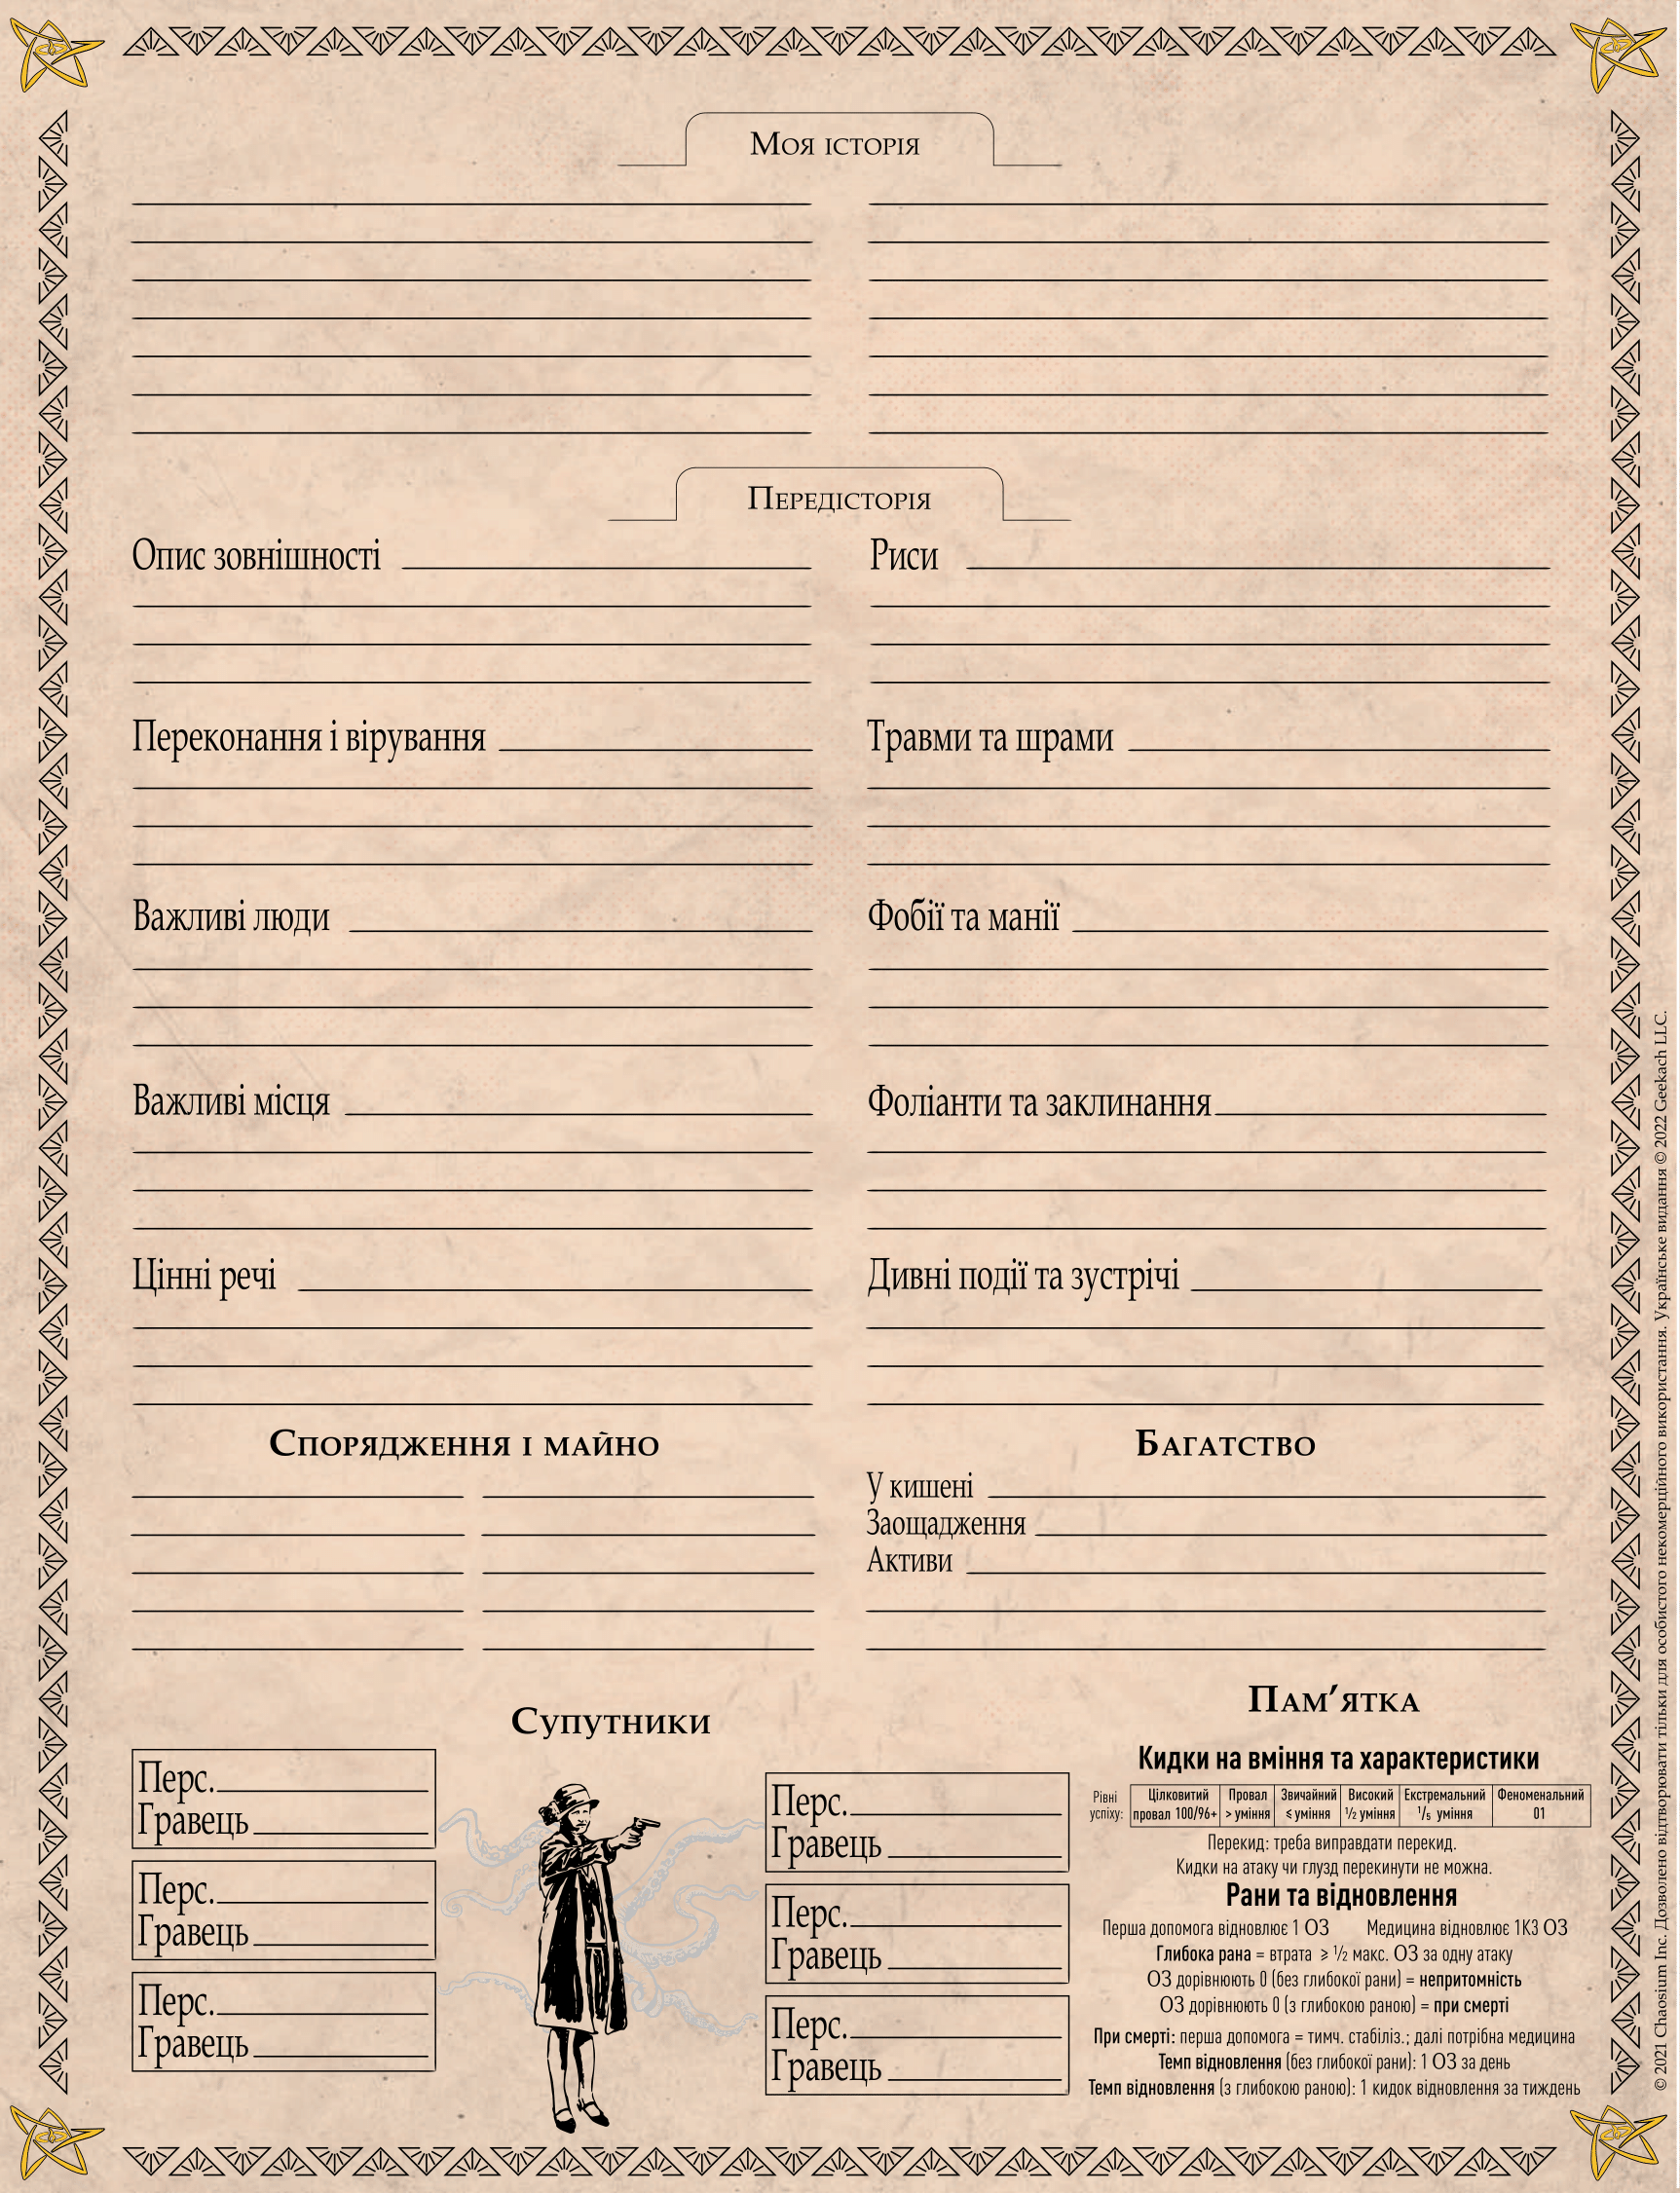 Моя історія
Передісторія
Опис зовнішності
Риси
Переконання і вірування
Травми та шрами
Важливі люди
Фобії та манії
Важливі місця
Фоліанти та заклинання
Цінні речі
Дивні події та зустрічі
Спорядження і майно
Багатство
У кишені
Заощадження
Активи
Супутники
Перс.
Гравець
Перс.
Гравець
Перс.
Гравець
Перс.
Гравець
Перс.
Гравець
Перс.
Гравець
Пам’ятка
Кидки на вміння та характеристики
Рівні успіху:
Цілковитий провал 100/96+
Провал > уміння
Звичайний ≤ уміння
Високий ½ уміння
Екстремальний 1/5 уміння
Феноменальний 01
Перекид: треба виправдати перекид.
Кидки на атаку чи глузд перекинути не можна.
Рани та відновлення
Перша допомога відновлює 1 ОЗ Медицина відновлює 1К3 ОЗ
Глибока рана = втрата ≥ ½ макс. ОЗ за одну атаку
ОЗ дорівнюють 0 (без глибокої рани) = непритомність
ОЗ дорівнюють 0 (з глибокою раною) = при смерті
При смерті: перша допомога = тимч. стабіліз.; далі потрібна медицина
Темп відновлення (без глибокої рани): 1 ОЗ за день
Темп відновлення (з глибокою раною): 1 кидок відновлення за тиждень
© 2021 Chaosium Inc. Дозволено відтворювати тільки для особистого некомерційного використання. Українське видання © 2022 Geekach LLC.